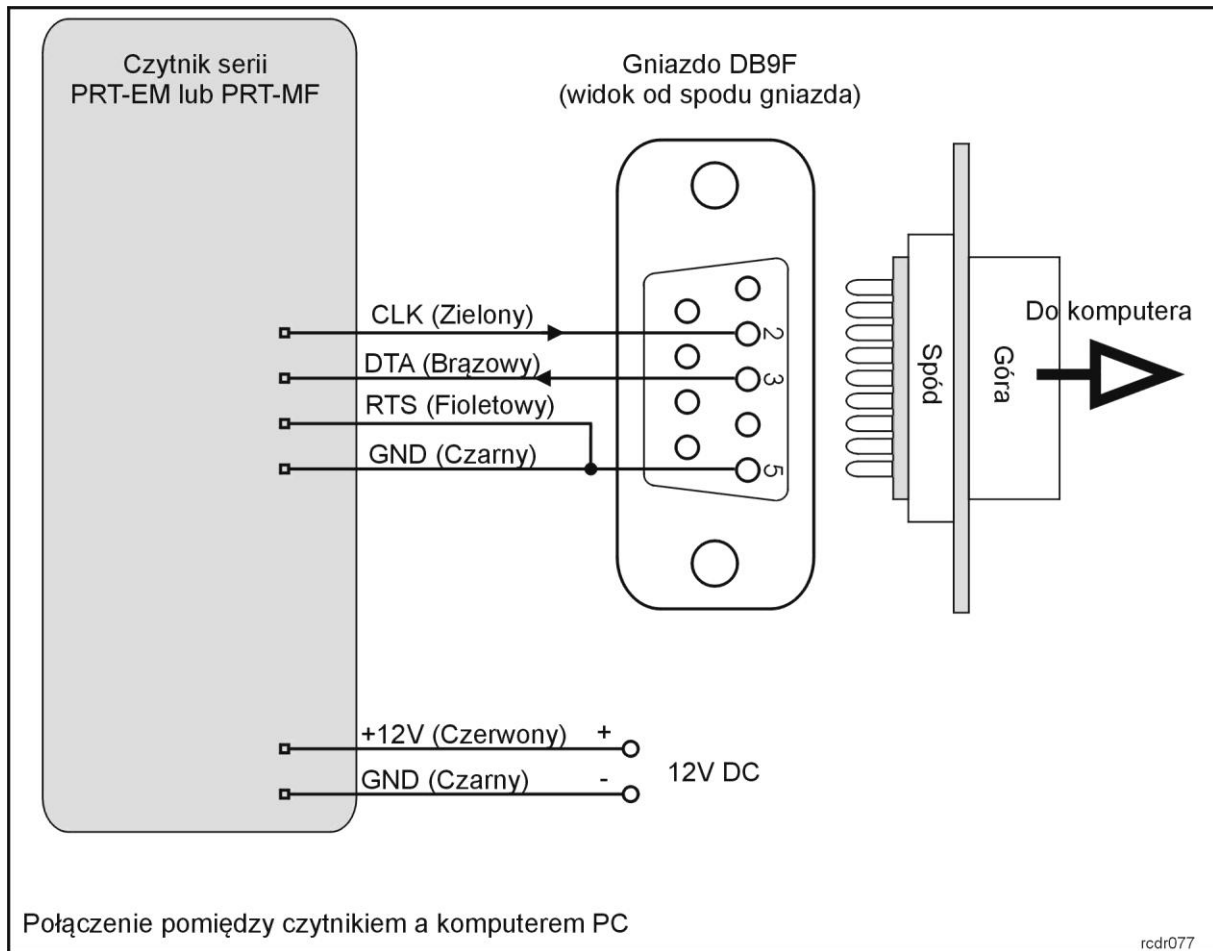 Czytnik serii
PRT-EM lub PRT-MF
Gniazdo DB9F
(widok od spodu gniazda)
CLK (Zielony)
DTA (Brązowy)
RTS (Fioletowy)
GND (Czarny)
2
3
5
Spód
Góra
Do komputera
+12V (Czerwony) +
GND (Czarny) -
12V DC
Połączenie pomiędzy czytnikiem a komputerem PC
rcdr077